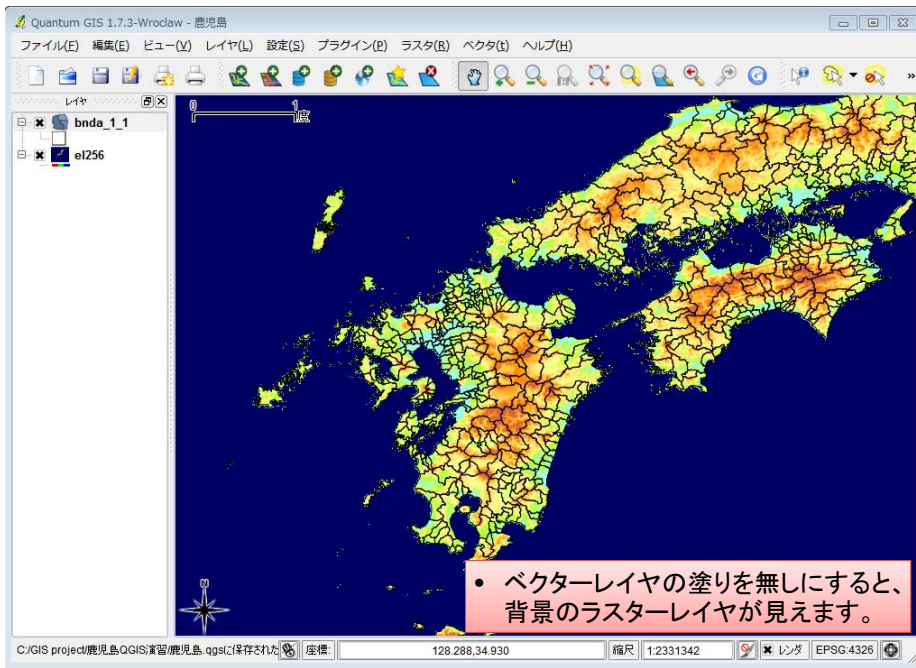 Quantum GIS 1.7.3-Wroclaw - 鹿児島
ファイル(F) 編集(E) ビュー(V) レイヤ(L) 設定(S) プラグイン(P) ラスタ(R) ベクタ(t) ヘルプ(H)
レイヤ
bnda_1_1
el256
0 1
度
N
• ベクターレイヤの塗りを無しにすると、
背景のラスターレイヤが見えます。
C:/GIS project/鹿児島QGIS演習/鹿児島.qgsに保存された 座標: 128.288,34.930 縮尺 1:2331342 レンダ EPSG:4326